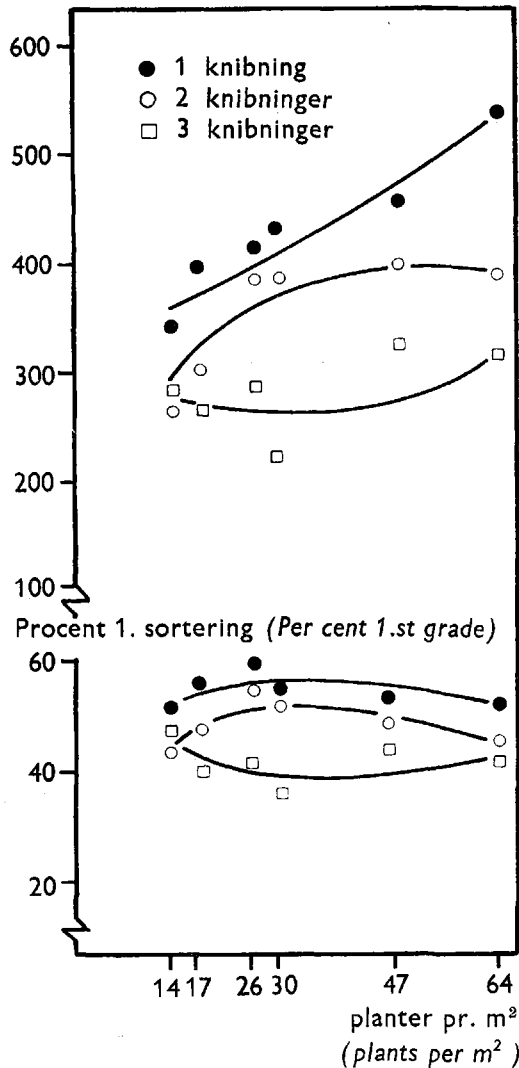 600
● 1 knibning
○ 2 knibninger
□ 3 knibninger
500
400
300
200
100
Procent 1. sortering (Per cent 1.st grade)
60
40
20
14 17 26 30 47 64
planter pr. m²
(plants per m²)